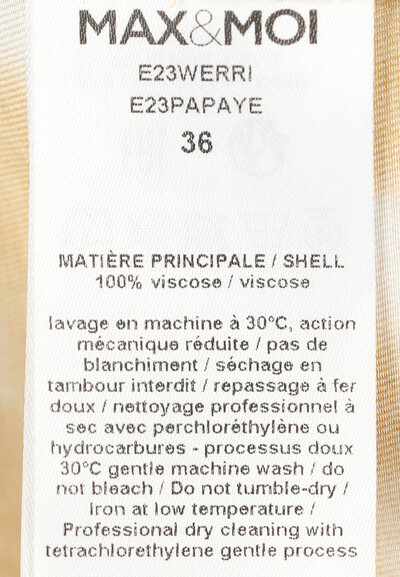 MAX&MOI
E23WERRI
E23PAPAYE
36
MATIÈRE PRINCIPALE / SHELL
100% viscose / viscose
lavage en machine à 30°C, action
mécanique réduite / pas de
blanchiment / séchage en
tambour interdit / repassage à fer
doux / nettoyage professionnel à
sec avec perchloréthylène ou
hydrocarbures - processus doux
30°C gentle machine wash / do
not bleach / Do not tumble-dry /
Iron at low temperature /
Professional dry cleaning with
tetrachlorethylene gentle process